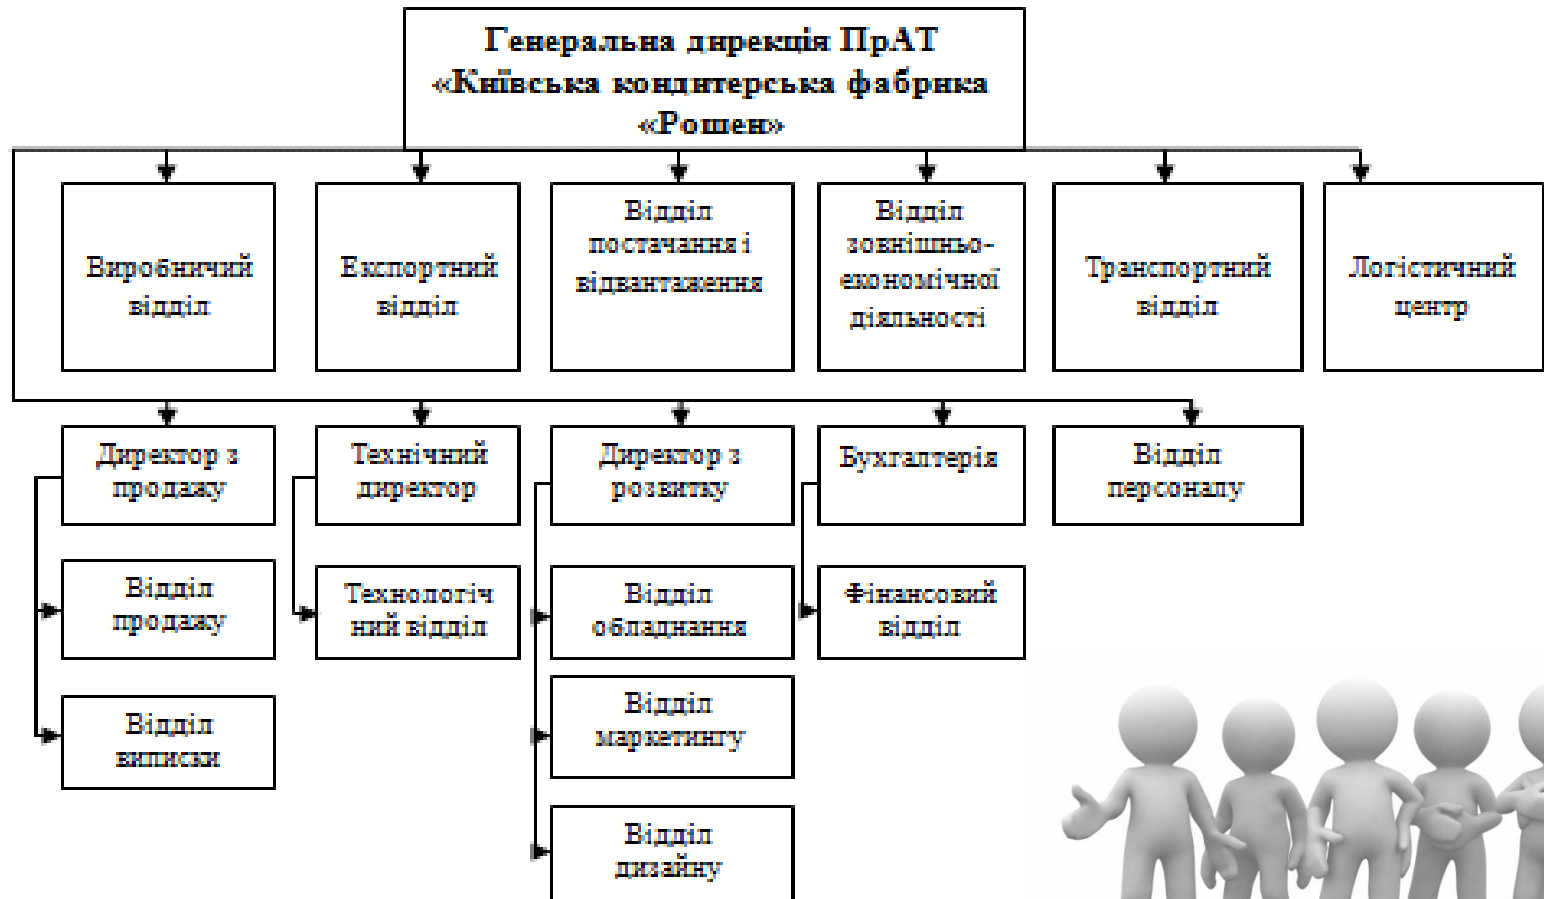 Генеральна дирекція ПрАТ
«Київська кондитерська фабрика
«Рошен»
Виробничий
відділ
Експортний
відділ
Відділ
постачання і
відвантаження
Відділ
зовнішньо-
економічної
діяльності
Транспортний
відділ
Логістичний
центр
Директор з
продажу
Технічний
директор
Директор з
розвитку
Бухгалтерія
Відділ
персоналу
Відділ
продажу
Технологіч
ний відділ
Відділ
обладнання
Фінансовий
відділ
Відділ
виписки
Відділ
маркетингу
Відділ
дизайну